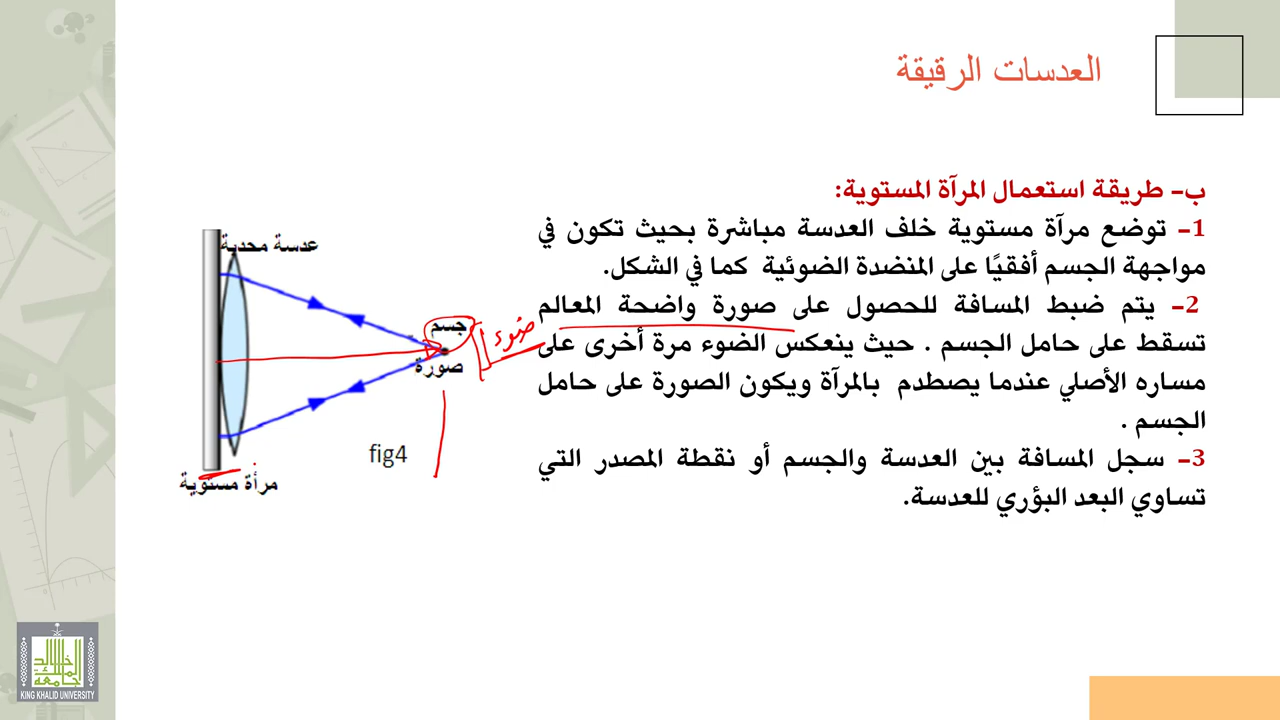 العدسات الرقيقة
ب- طريقة استعمال المرآة المستوية:
1- توضع مرآة مستوية خلف العدسة مباشرة بحيث تكون في
مواجهة الجسم أفقيًا على المنضدة الضوئية كما في الشكل.
2- يتم ضبط المسافة للحصول على صورة واضحة المعالم
تسقط على حامل الجسم . حيث ينعكس الضوء مرة أخرى على
مساره الأصلي عندما يصطدم بالمرآة ويكون الصورة على حامل
الجسم .
3- سجل المسافة بين العدسة والجسم أو نقطة المصدر التي
تساوي البعد البؤري للعدسة.
عدسة محدبة
جسم
ضوء
صورة
fig4
مرأة مستوية
جامعة الملك خالد
KING KHALID UNIVERSITY